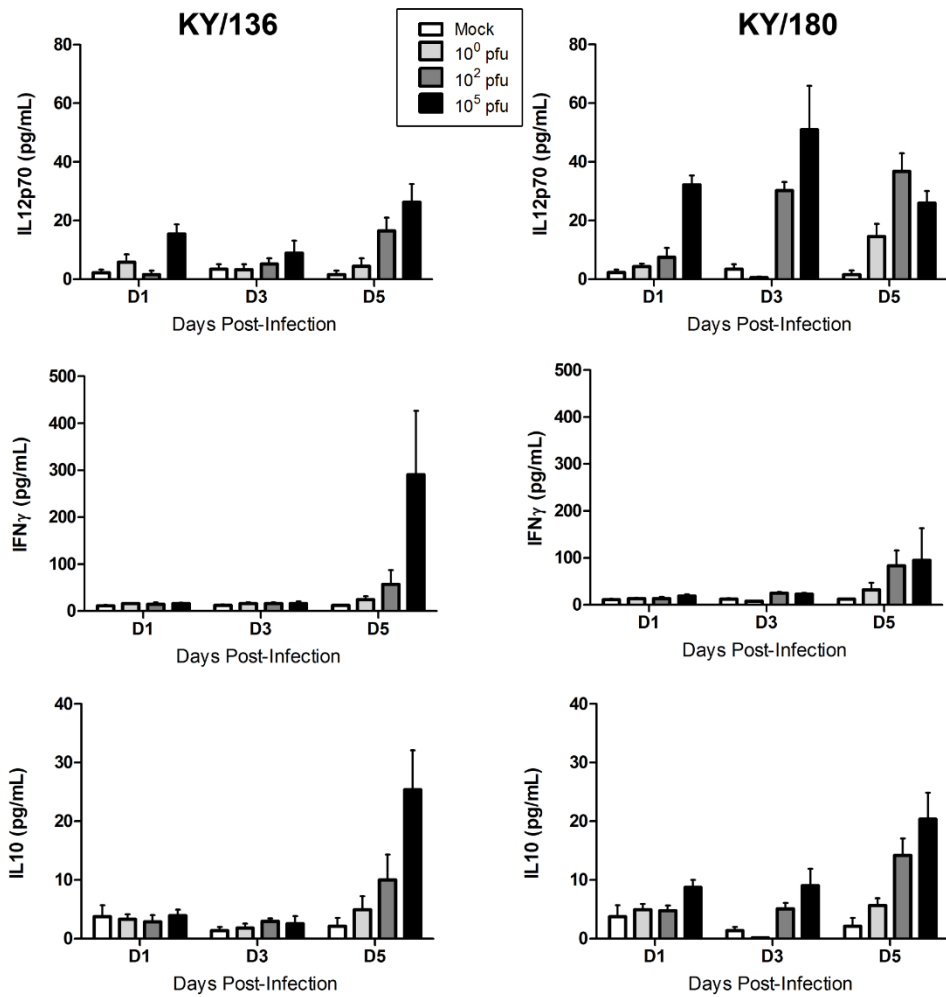 KY/136
KY/180
Mock
10⁰ pfu
10² pfu
10⁵ pfu
IL12p70 (pg/mL)
80
60
40
20
0
D1 D3 D5
Days Post-Infection
IL12p70 (pg/mL)
80
60
40
20
0
D1 D3 D5
Days Post-Infection
IFNγ (pg/mL)
500
400
300
200
100
0
D1 D3 D5
Days Post-Infection
IFNγ (pg/mL)
500
400
300
200
100
0
D1 D3 D5
Days Post-Infection
IL10 (pg/mL)
40
30
20
10
0
D1 D3 D5
Days Post-Infection
IL10 (pg/mL)
40
30
20
10
0
D1 D3 D5
Days Post-Infection